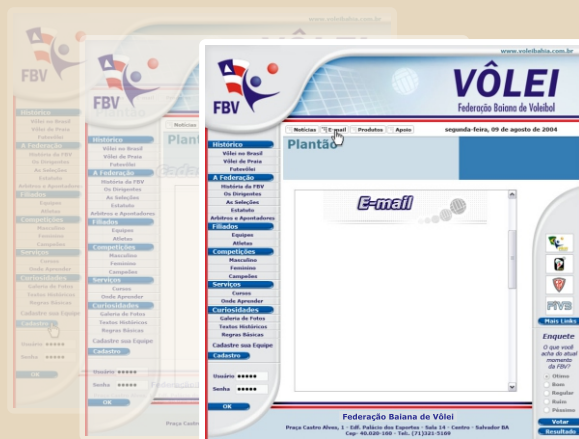 www.voleibahia.com.br
FBV
VÔLEI
Federação Baiana de Voleibol
Notícias E-mail Produtos Apoio segunda-feira, 09 de agosto de 2004
Plantão
E-mail
Histórico
Vôlei no Brasil
Vôlei de Praia
Futevôlei
A Federação
História da FBV
Os Dirigentes
As Seleções
Estatuto
Arbitros e Apontadores
Filiados
Equipes
Atletas
Competições
Masculino
Feminino
Campeões
Serviços
Cursos
Onde Aprender
Curiosidades
Galeria de Fotos
Textos Históricos
Regras Básicas
Cadastre sua Equipe
Cadastro
Usuário
Senha
OK
FIVB
Mais Links
Enquete
O que você
acha do atual
momento
da FBV?
Otimo
Bom
Regular
Ruim
Péssimo
Votar
Resultado
Federação Baiana de Vôlei
Praça Castro Alves, 1 - Edf. Palácio dos Esportes - Sala 14 - Centro - Salvador BA
Cep- 40.020-160 - Tel. (71)321-5169